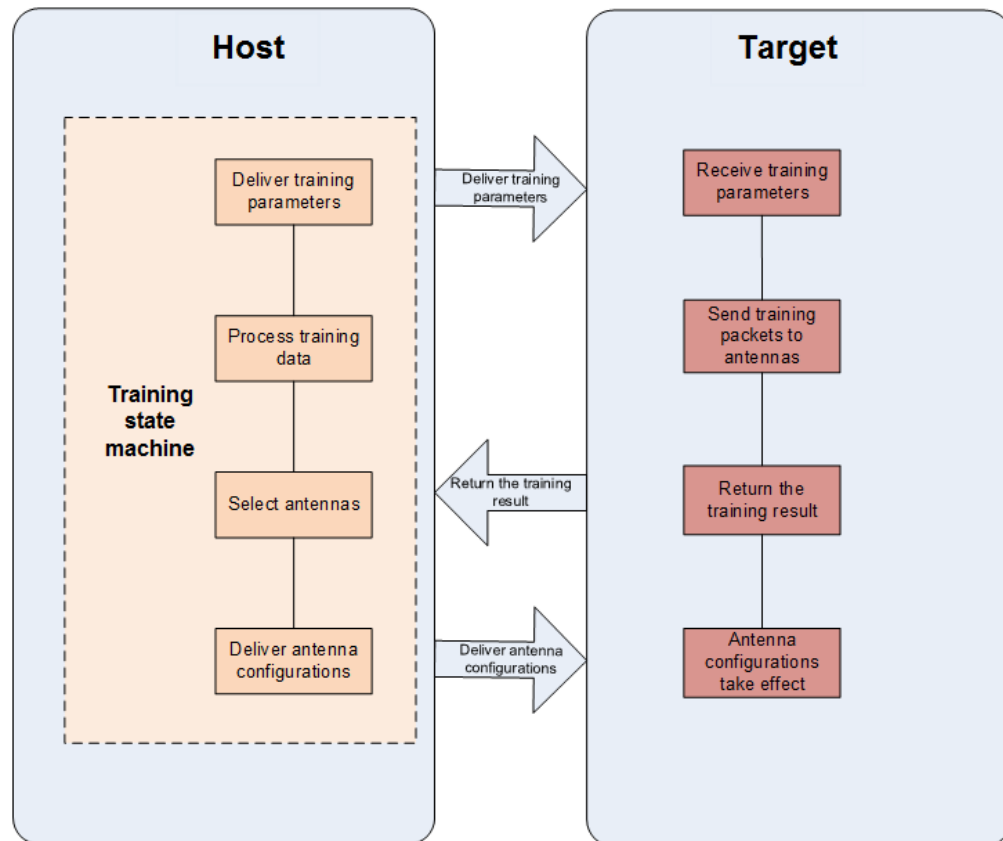 Host
Target
Deliver training
parameters
Deliver training
parameters
Receive training
parameters
Process training
data
Send training
packets to
antennas
Training
state
machine
Select antennas
Return the training
result
Return the
training result
Deliver antenna
configurations
Deliver antenna
configurations
Antenna
configurations
take effect